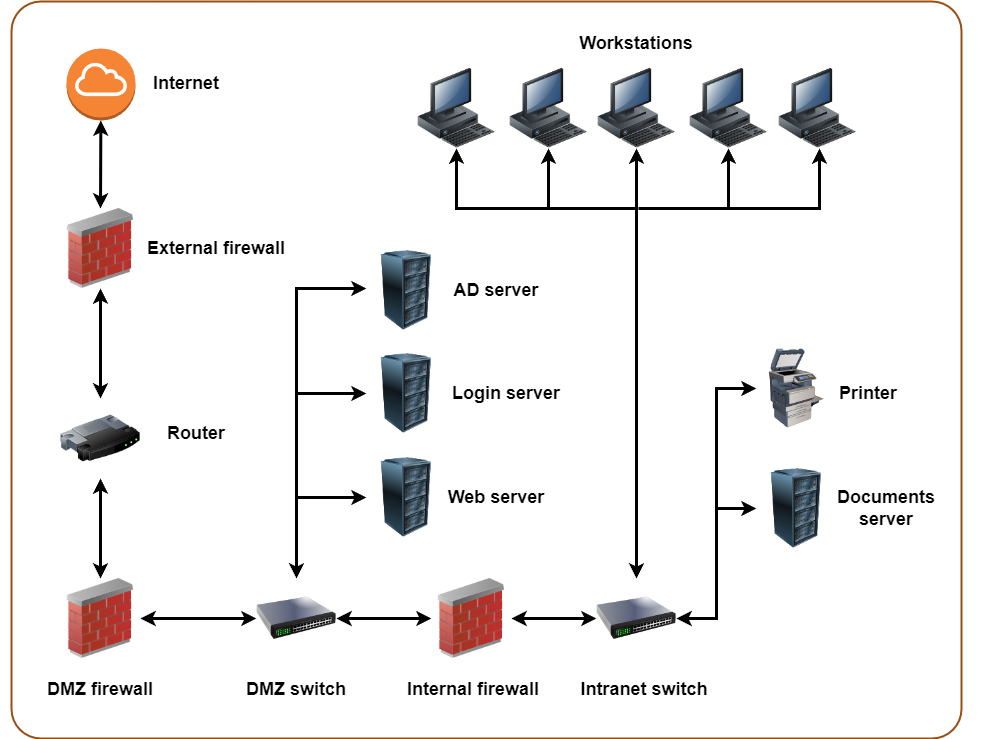 Workstations
Internet
External firewall
AD server
Login server
Printer
Router
Web server
Documents
server
DMZ firewall
DMZ switch
Internal firewall
Intranet switch